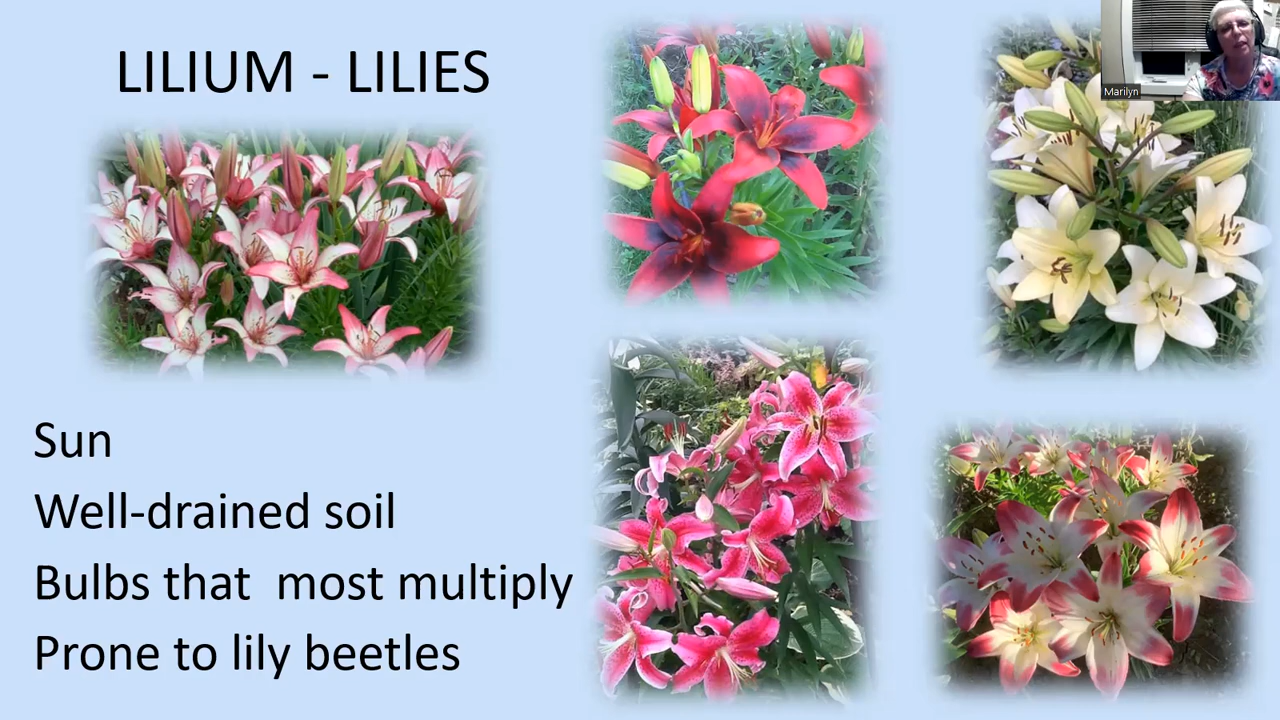 LILIUM - LILIES
Marilyn
Sun
Well-drained soil
Bulbs that  most multiply
Prone to lily beetles